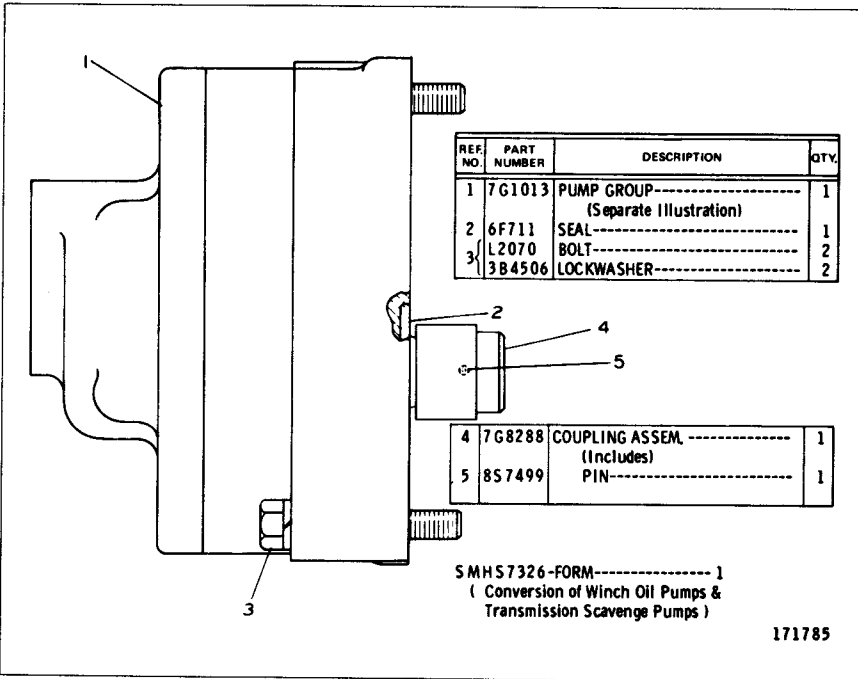 1
REF. NO. PART NUMBER DESCRIPTION QTY.
1 7G1013 PUMP GROUP-------------------- 1
(Separate Illustration)
2 6F711 SEAL----------------------------- 1
3{ L2070 BOLT----------------------------- 2
3B4506 LOCKWASHER-------------------- 2
2
4
5
4 7G8288 COUPLING ASSEM. -------------- 1
(Includes)
5 8S7499 PIN-------------------------- 1
3
SMHS7326-FORM--------------- 1
( Conversion of Winch Oil Pumps &
Transmission Scavenge Pumps )
171785